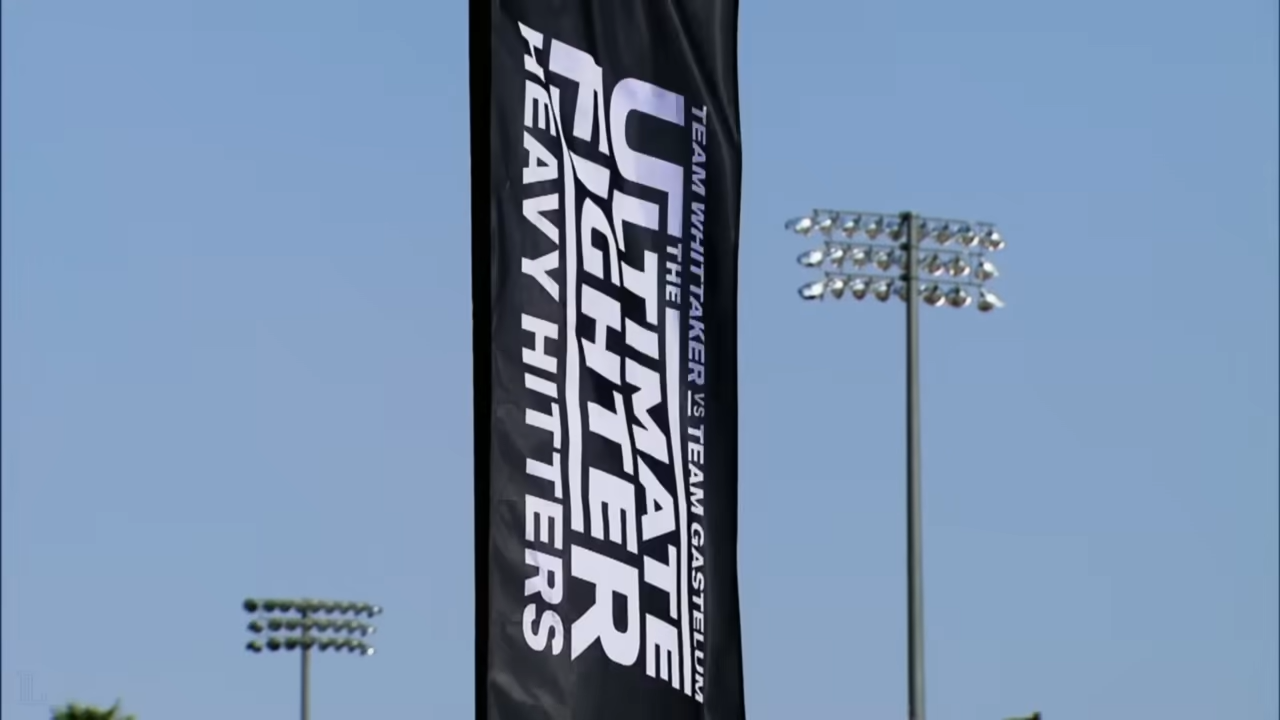 TEAM WHITTAKER VS TEAM GASTELUM
THE
ULTIMATE
FIGHTER
HEAVY HITTERS